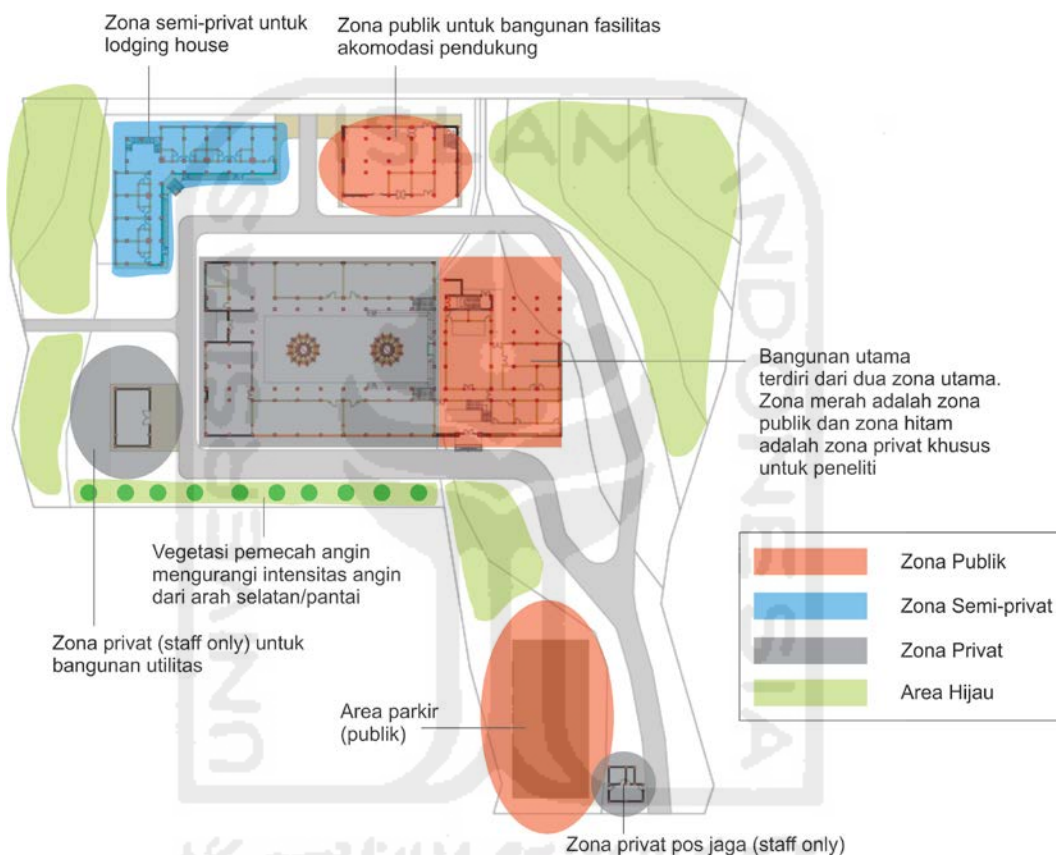 Zona semi-privat untuk
lodging house
Zona publik untuk bangunan fasilitas
akomodasi pendukung
Bangunan utama
terdiri dari dua zona utama.
Zona merah adalah zona
publik dan zona hitam
adalah zona privat khusus
untuk peneliti
Vegetasi pemecah angin
mengurangi intensitas angin
dari arah selatan/pantai
Zona privat (staff only) untuk
bangunan utilitas
Area parkir
(publik)
Zona privat pos jaga (staff only)
Zona Publik
Zona Semi-privat
Zona Privat
Area Hijau
ISLAM
INDONESIA